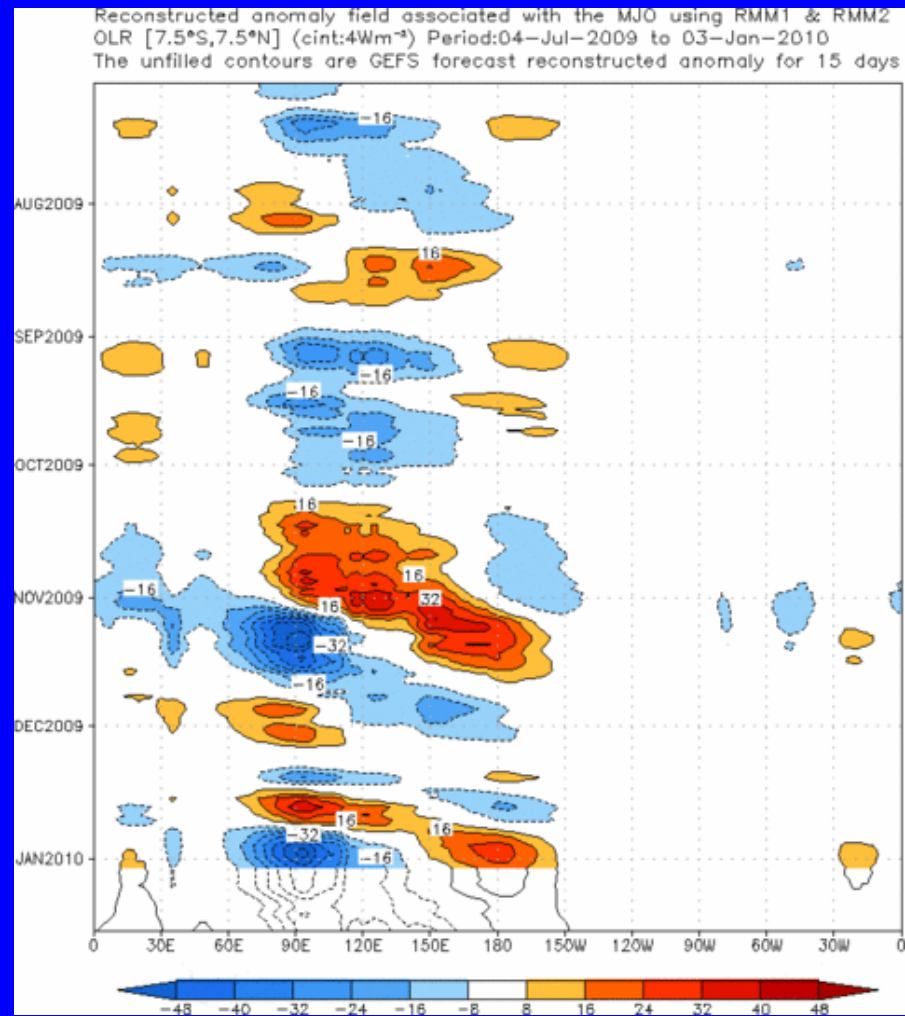 Reconstructed anomaly field associated with the MJO using RMM1 & RMM2
OLR [7.5°S,7.5°N] (cint:4Wm⁻²) Period:04-Jul-2009 to 03-Jan-2010
The unfilled contours are GEFS forecast reconstructed anomaly for 15 days
-16
AUG2009
16
SEP2009
-16
-16
-16
OCT2009
16
16
-16
NOV2009
32
16
-32
-16
DEC2009
16
16
-32
-16
JAN2010
0 30E 60E 90E 120E 150E 180 150W 120W 90W 60W 30W 0
-48 -40 -32 -24 -16 -8 8 16 24 32 40 48